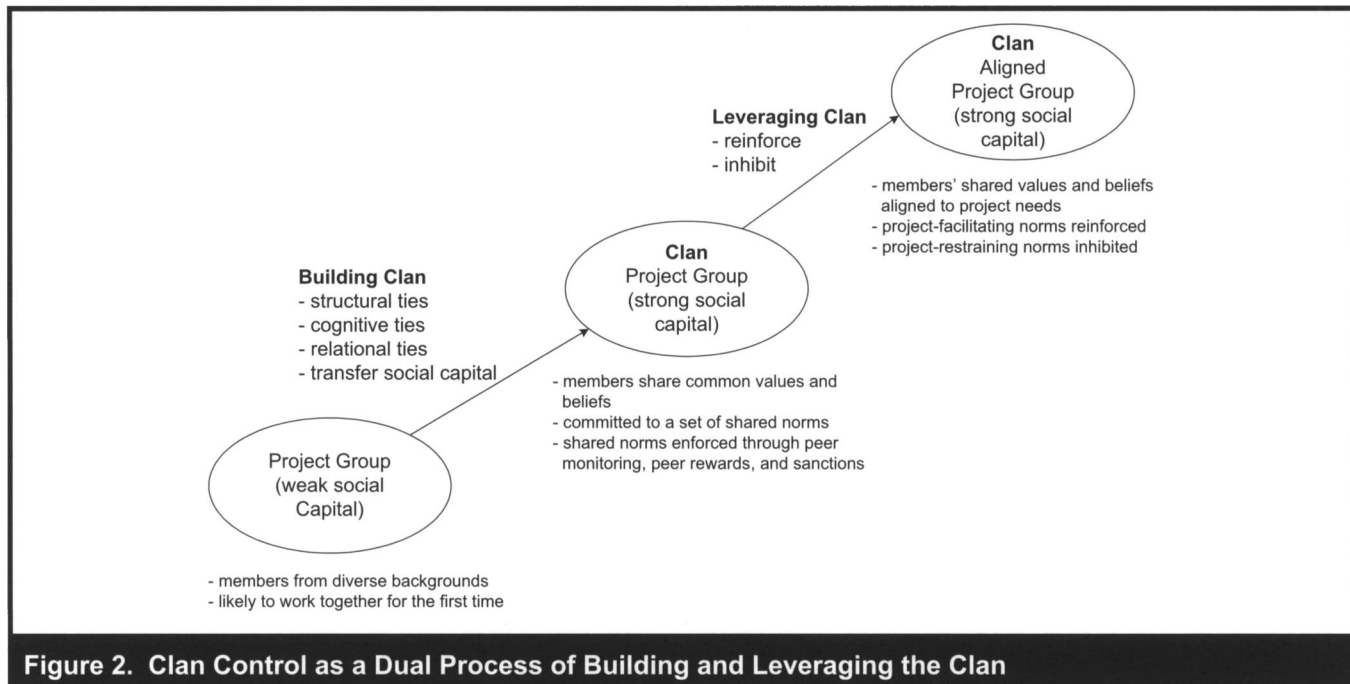 Clan
Aligned
Project Group
(strong social
capital)
Leveraging Clan
- reinforce
- inhibit
- members' shared values and beliefs
aligned to project needs
- project-facilitating norms reinforced
- project-restraining norms inhibited
Clan
Project Group
(strong social
capital)
Building Clan
- structural ties
- cognitive ties
- relational ties
- transfer social capital
- members share common values and
beliefs
- committed to a set of shared norms
- shared norms enforced through peer
monitoring, peer rewards, and sanctions
Project Group
(weak social
Capital)
- members from diverse backgrounds
- likely to work together for the first time
Figure 2. Clan Control as a Dual Process of Building and Leveraging the Clan